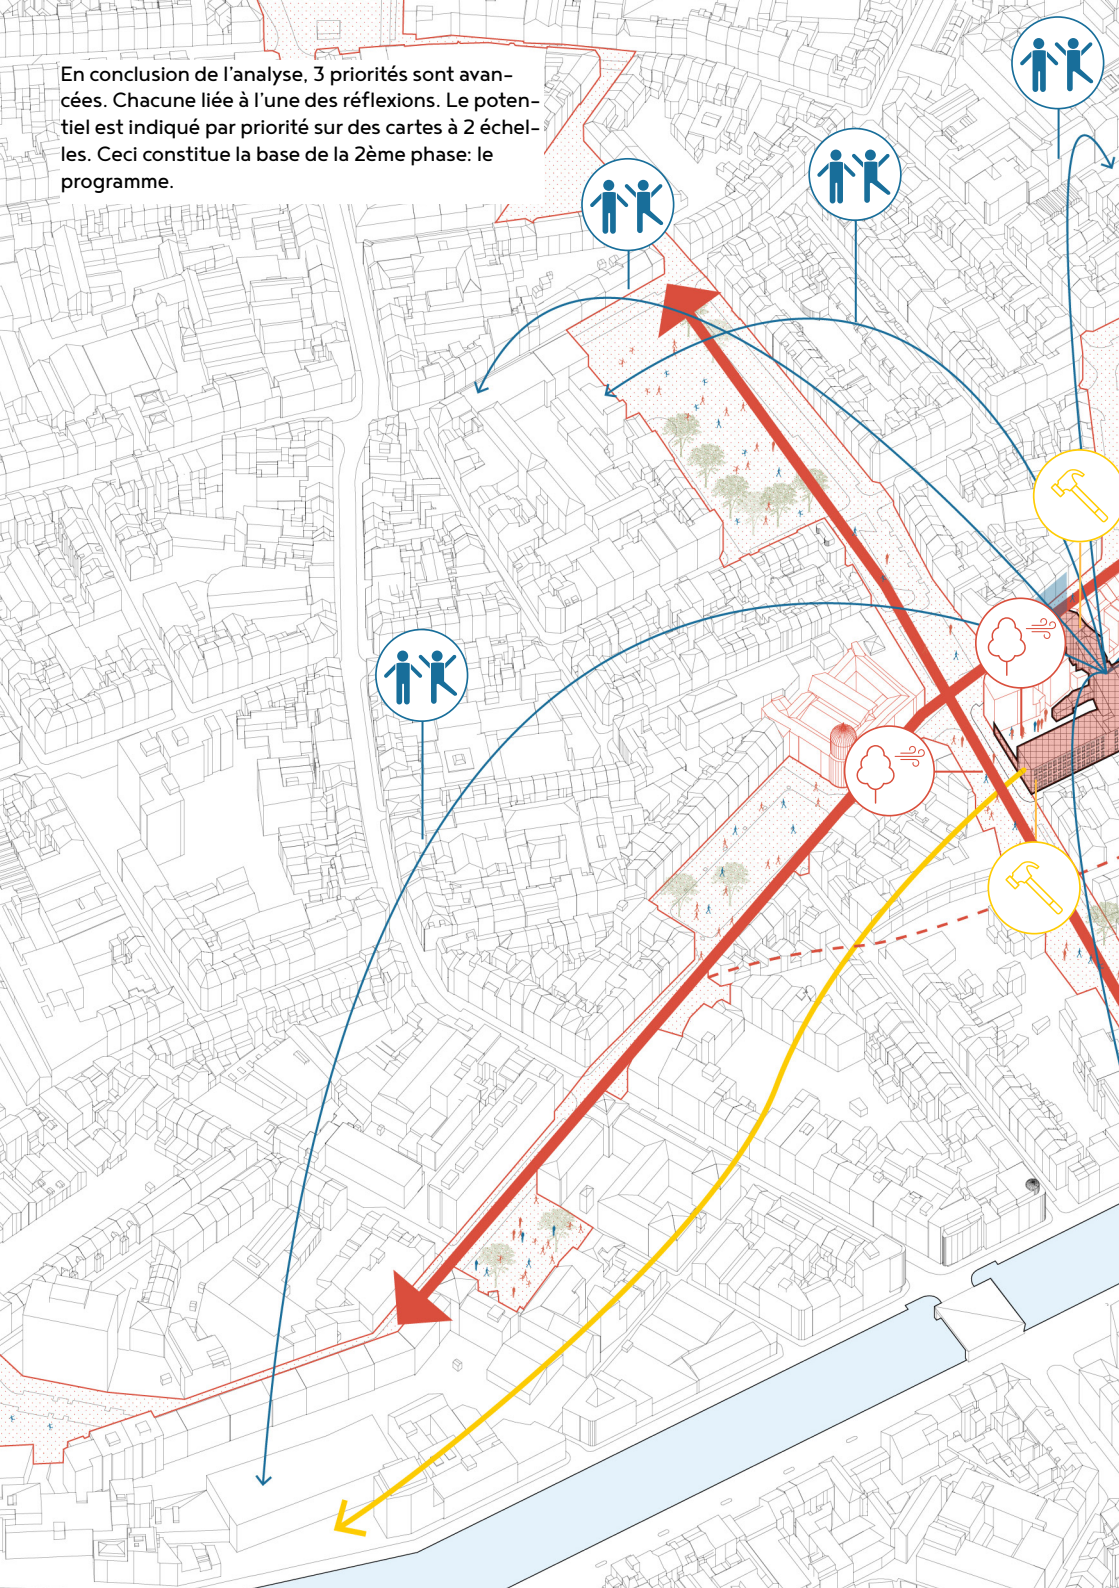 En conclusion de l'analyse, 3 priorités sont avan-
cées. Chacune liée à l'une des réflexions. Le poten-
tiel est indiqué par priorité sur des cartes à 2 échel-
les. Ceci constitue la base de la 2ème phase: le
programme.